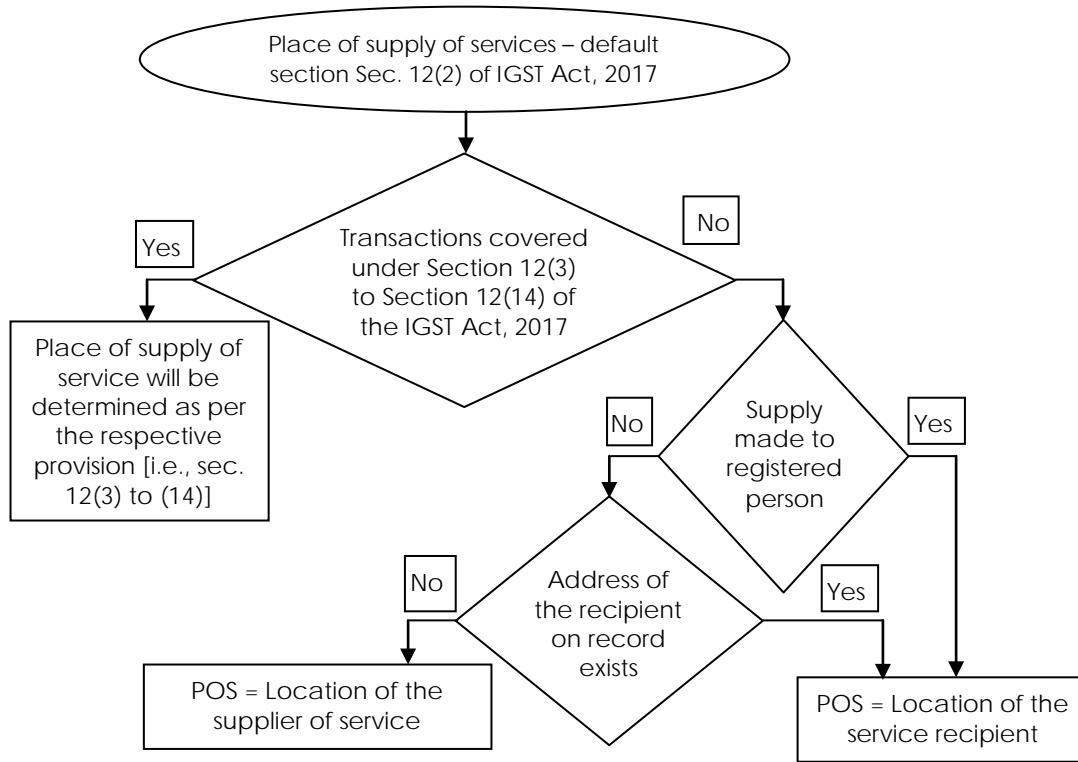 Place of supply of services – default
section Sec. 12(2) of IGST Act, 2017
Yes
No
Transactions covered
under Section 12(3)
to Section 12(14) of
the IGST Act, 2017
Place of supply of
service will be
determined as per
the respective
provision [i.e., sec.
12(3) to (14)]
No
Supply
made to
registered
person
Yes
No
Address of
the recipient
on record
exists
Yes
POS = Location of the
supplier of service
POS = Location of the
service recipient